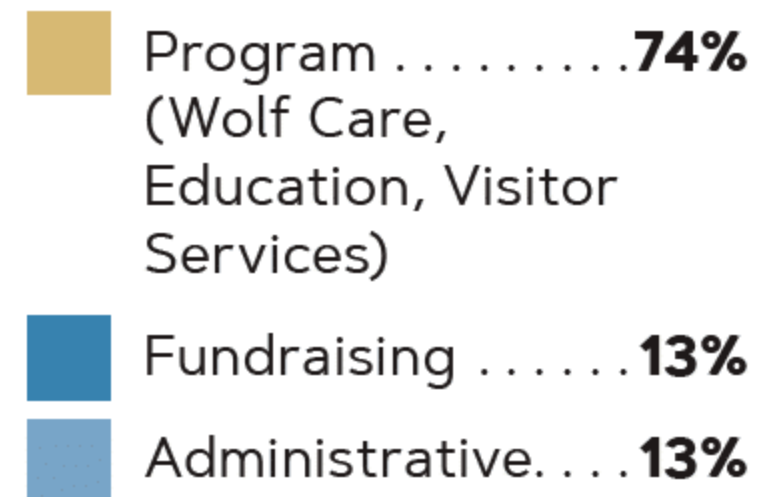 Program . . . . . . . . .74%
(Wolf Care,
Education, Visitor
Services)
Fundraising . . . . . .13%
Administrative. . . .13%